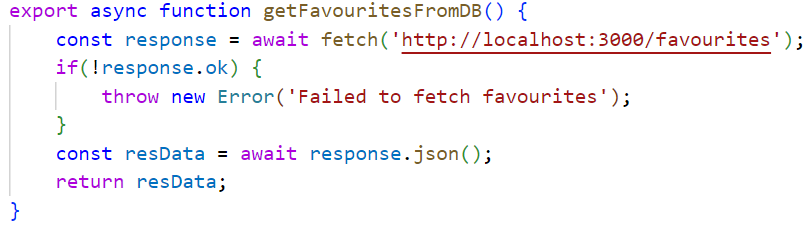 export async function getFavouritesFromDB() {
    const response = await fetch('http://localhost:3000/favourites');
    if(!response.ok) {
        throw new Error('Failed to fetch favourites');
    }
    const resData = await response.json();
    return resData;
}